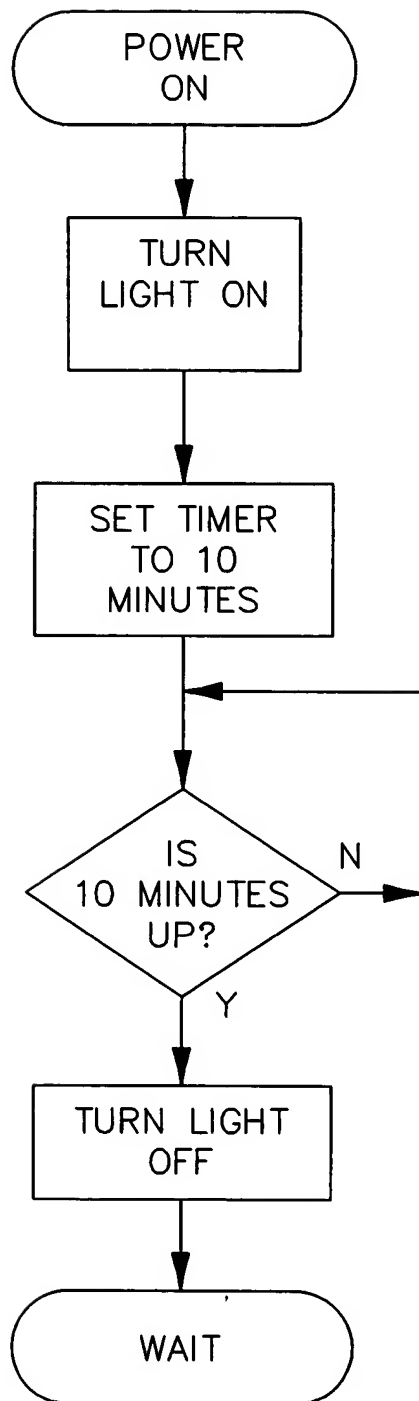 POWER
ON
TURN
LIGHT ON
SET TIMER
TO 10
MINUTES
IS
10 MINUTES
UP?
N
Y
TURN LIGHT
OFF
WAIT